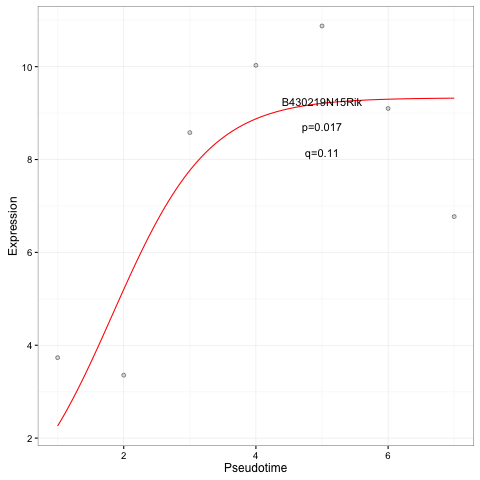 10
8
6
4
2
Expression
B430219N15Rik
p=0.017
q=0.11
2 4 6
Pseudotime